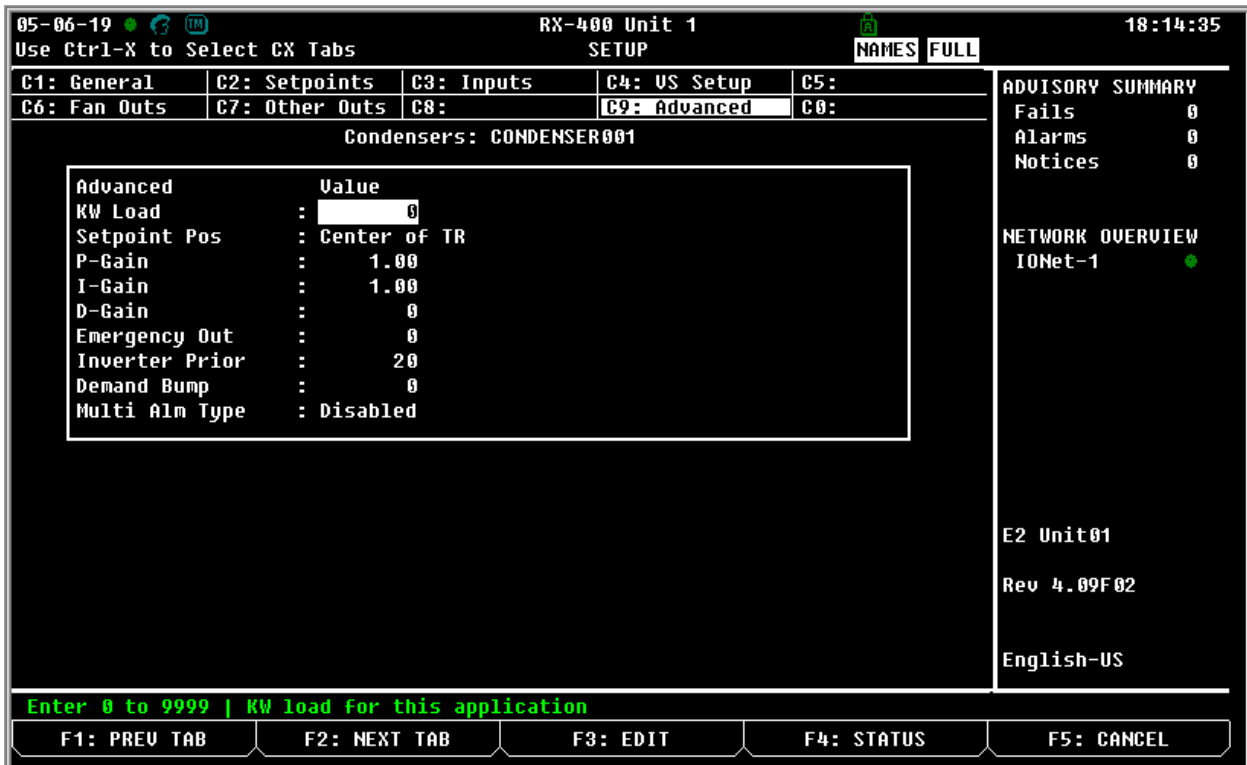 05-06-19 TM RX-400 Unit 1 A 18:14:35
Use Ctrl-X to Select CX Tabs SETUP NAMES FULL
C1: General C2: Setpoints C3: Inputs C4: VS Setup C5:
C6: Fan Outs C7: Other Outs C8: C9: Advanced C0:
Condensers: CONDENSER001
Advanced Value
KW Load : 0
Setpoint Pos : Center of TR
P-Gain : 1.00
I-Gain : 1.00
D-Gain : 0
Emergency Out : 0
Inverter Prior : 20
Demand Bump : 0
Multi Alm Type : Disabled
ADVISORY SUMMARY
Fails 0
Alarms 0
Notices 0
NETWORK OVERVIEW
IONet-1
E2 Unit01
Rev 4.09F02
English-US
Enter 0 to 9999 | KW load for this application
F1: PREV TAB F2: NEXT TAB F3: EDIT F4: STATUS F5: CANCEL